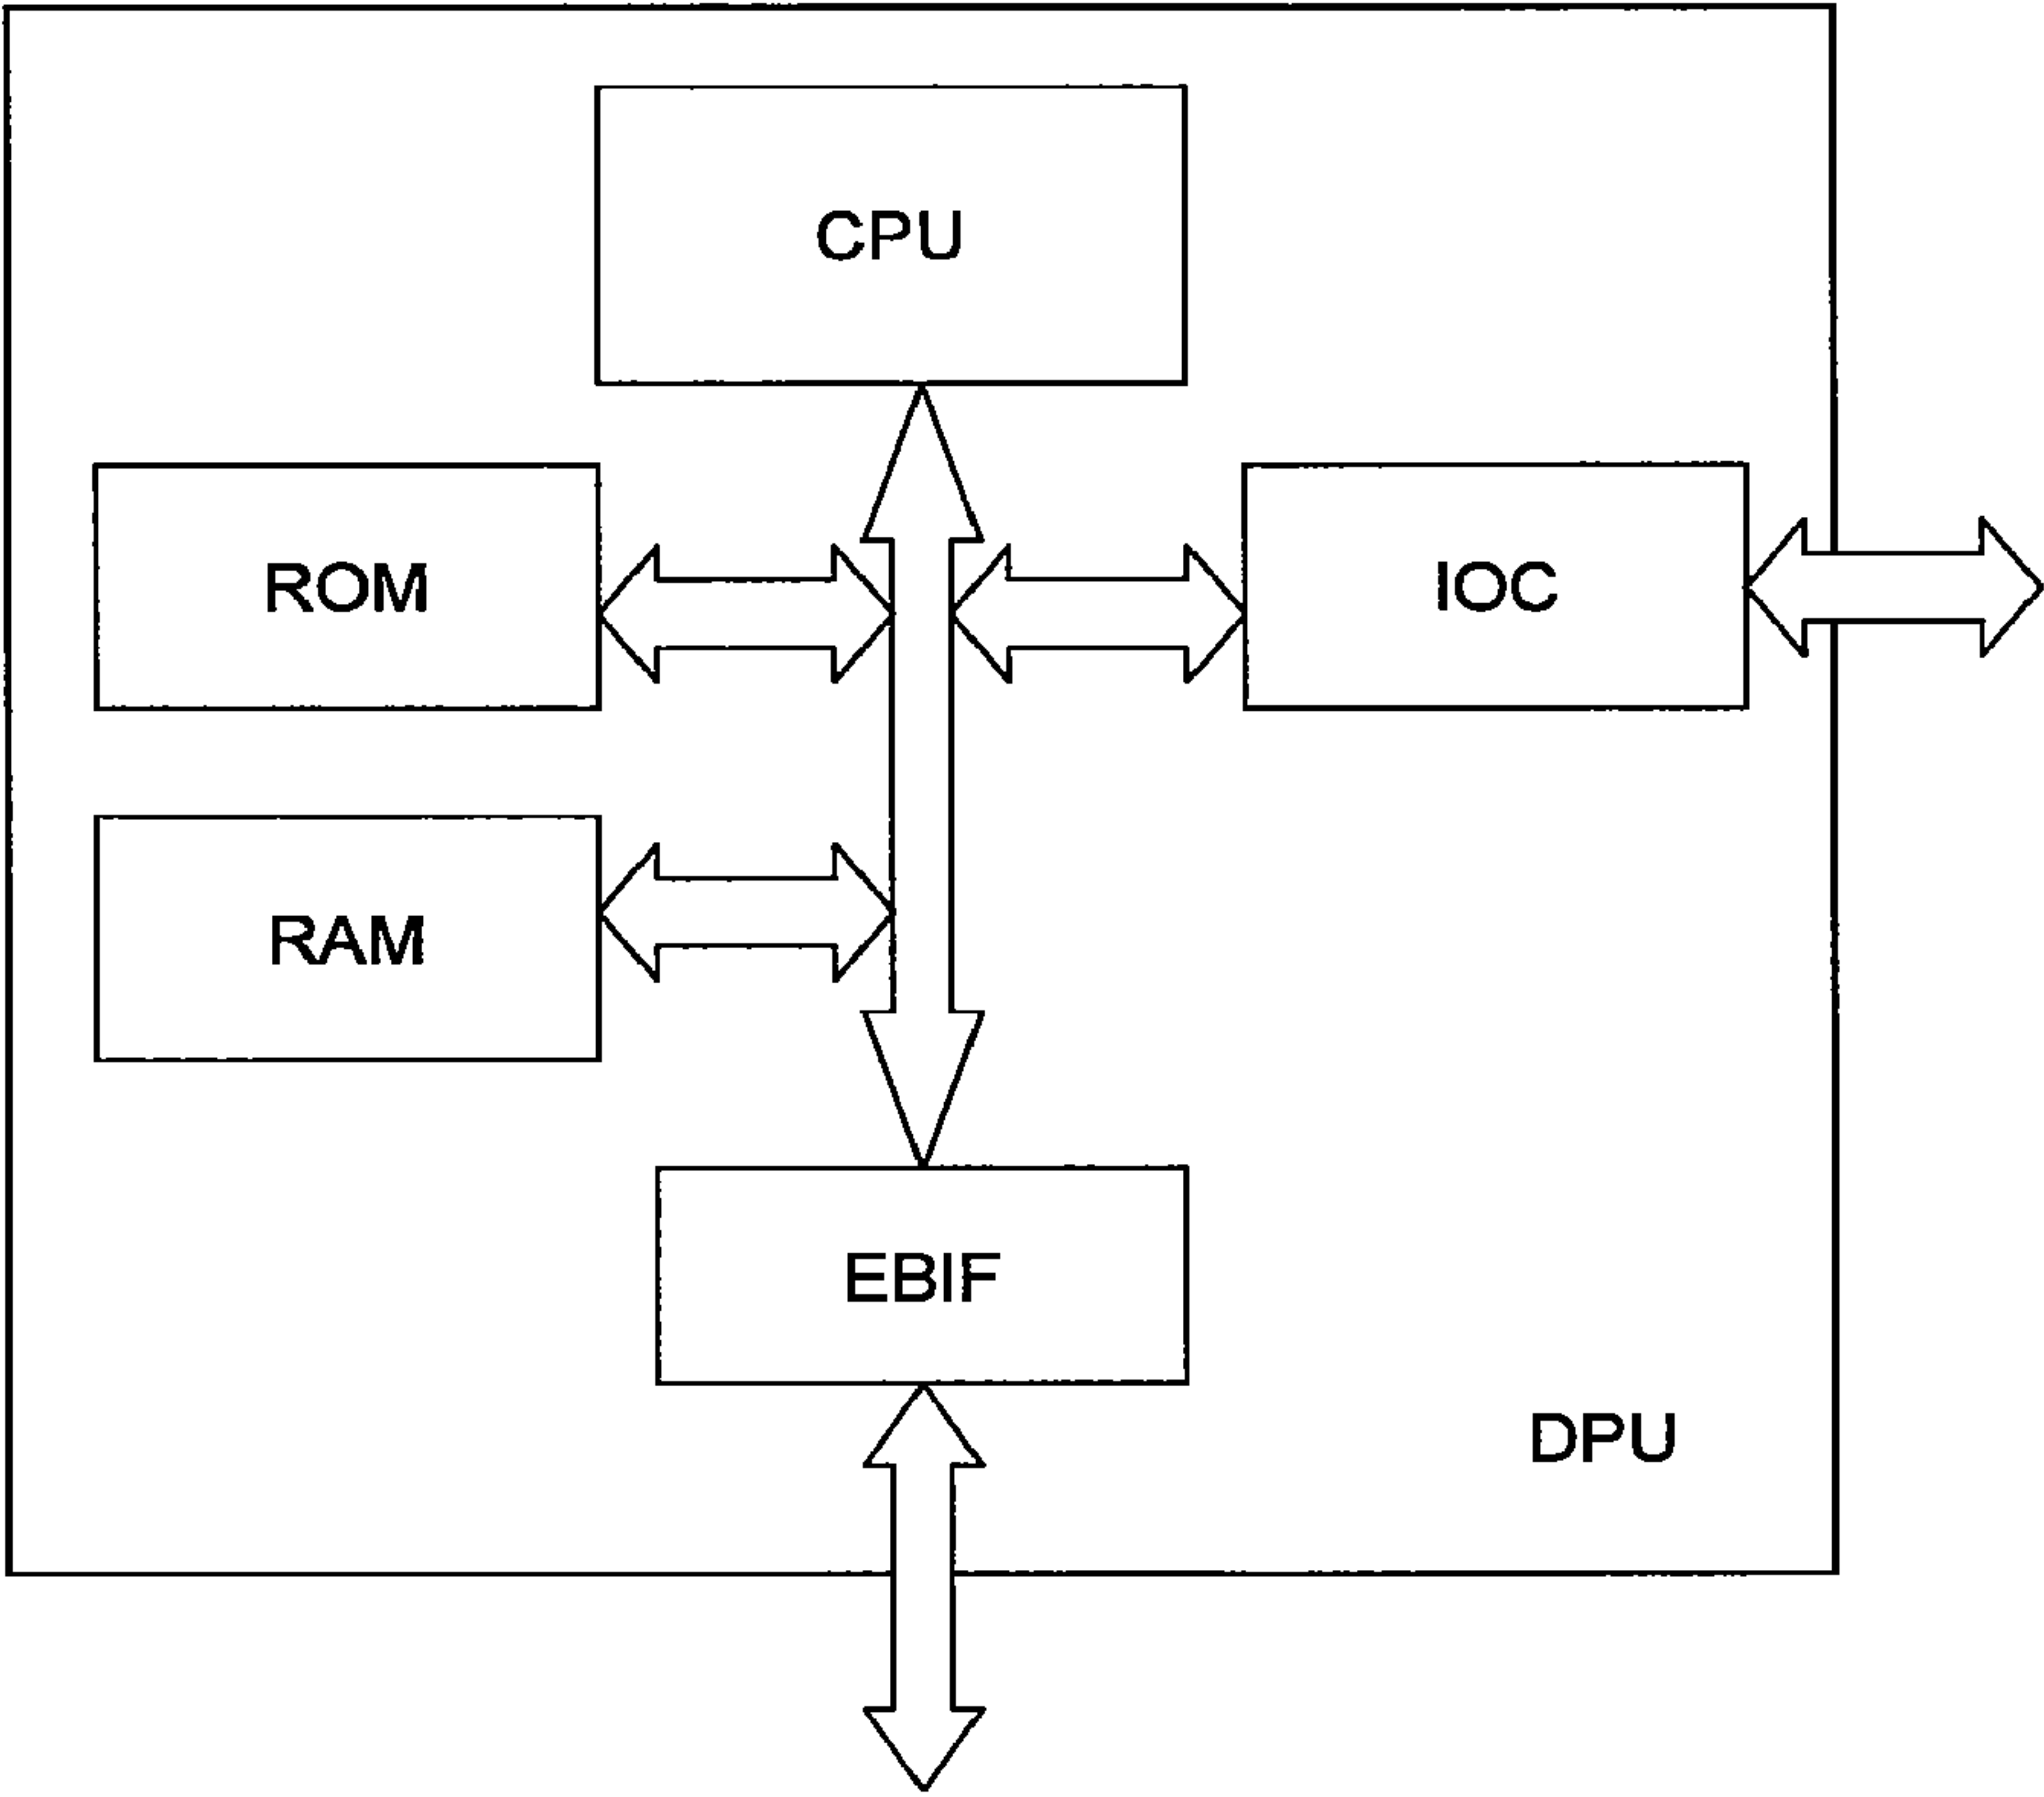 CPU
ROM
IOC
RAM
EBIF
DPU